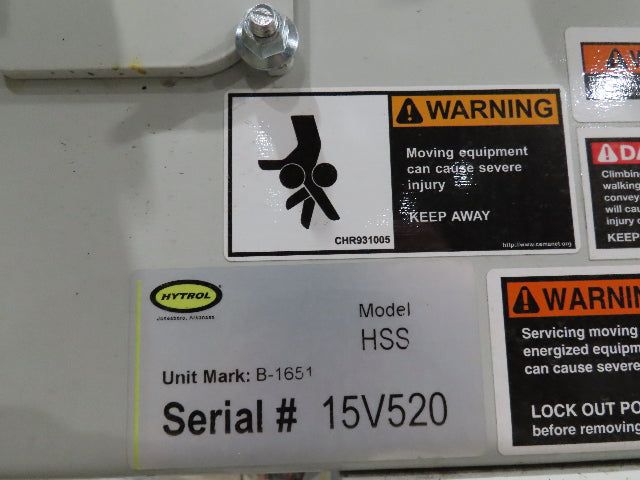 WARNING
Moving equipment
can cause severe
injury
KEEP AWAY
CHR931005
http://www.cemanet.org
Climbing
walking
convey
will cau
injury o
KEEP
HYTROL
Jonesboro, Arkansas
Model
HSS
Unit Mark: B-1651
Serial # 15V520
WARNIN
Servicing moving
energized equipm
can cause severe
LOCK OUT PO
before removing